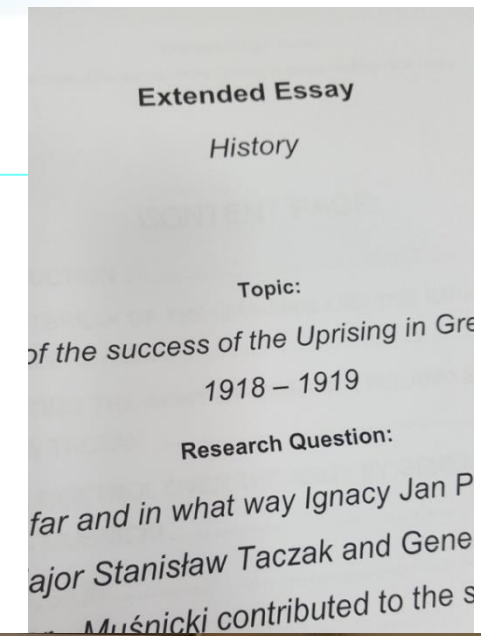 Extended Essay
History
Topic:
of the success of the Uprising in Gre
1918 – 1919
Research Question:
far and in what way Ignacy Jan P
ajor Stanisław Taczak and Gene
Muśnicki contributed to the s